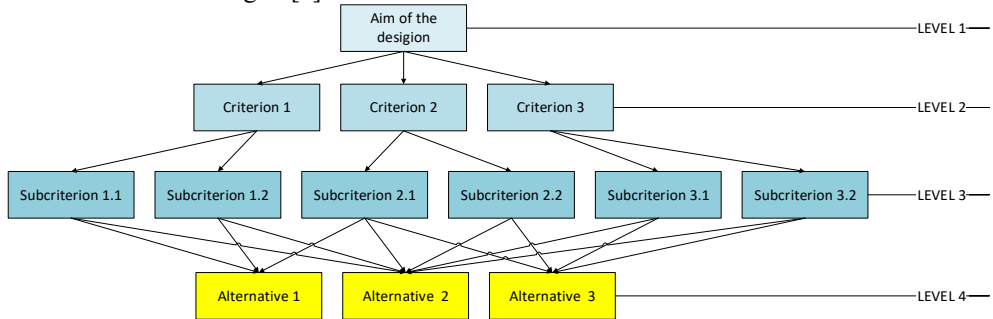 Aim of the
desigion
LEVEL 1
Criterion 1
Criterion 2
Criterion 3
LEVEL 2
Subcriterion 1.1
Subcriterion 1.2
Subcriterion 2.1
Subcriterion 2.2
Subcriterion 3.1
Subcriterion 3.2
LEVEL 3
Alternative 1
Alternative 2
Alternative 3
LEVEL 4